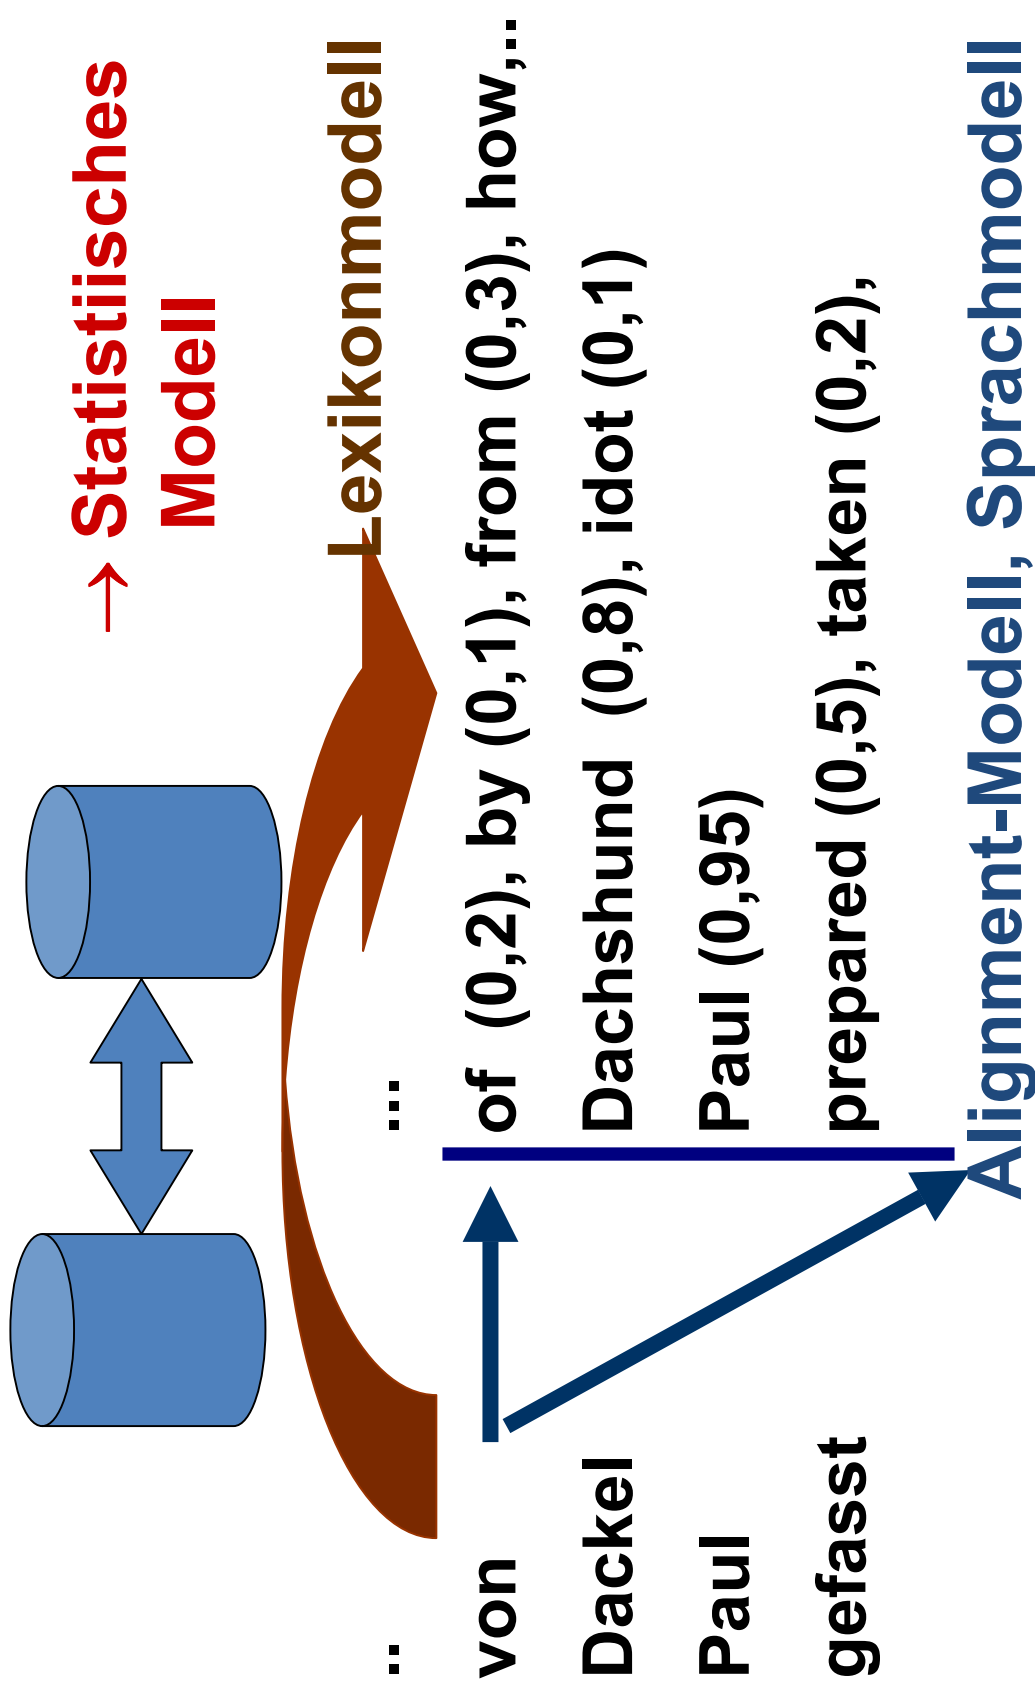 → Statistiisches
Modell
Lexikonmodell
.. ...
von of (0,2), by (0,1), from (0,3), how,..
Dackel Dachshund (0,8), idot (0,1)
Paul Paul (0,95)
gefasst prepared (0,5), taken (0,2),
Alignment-Modell, Sprachmodell